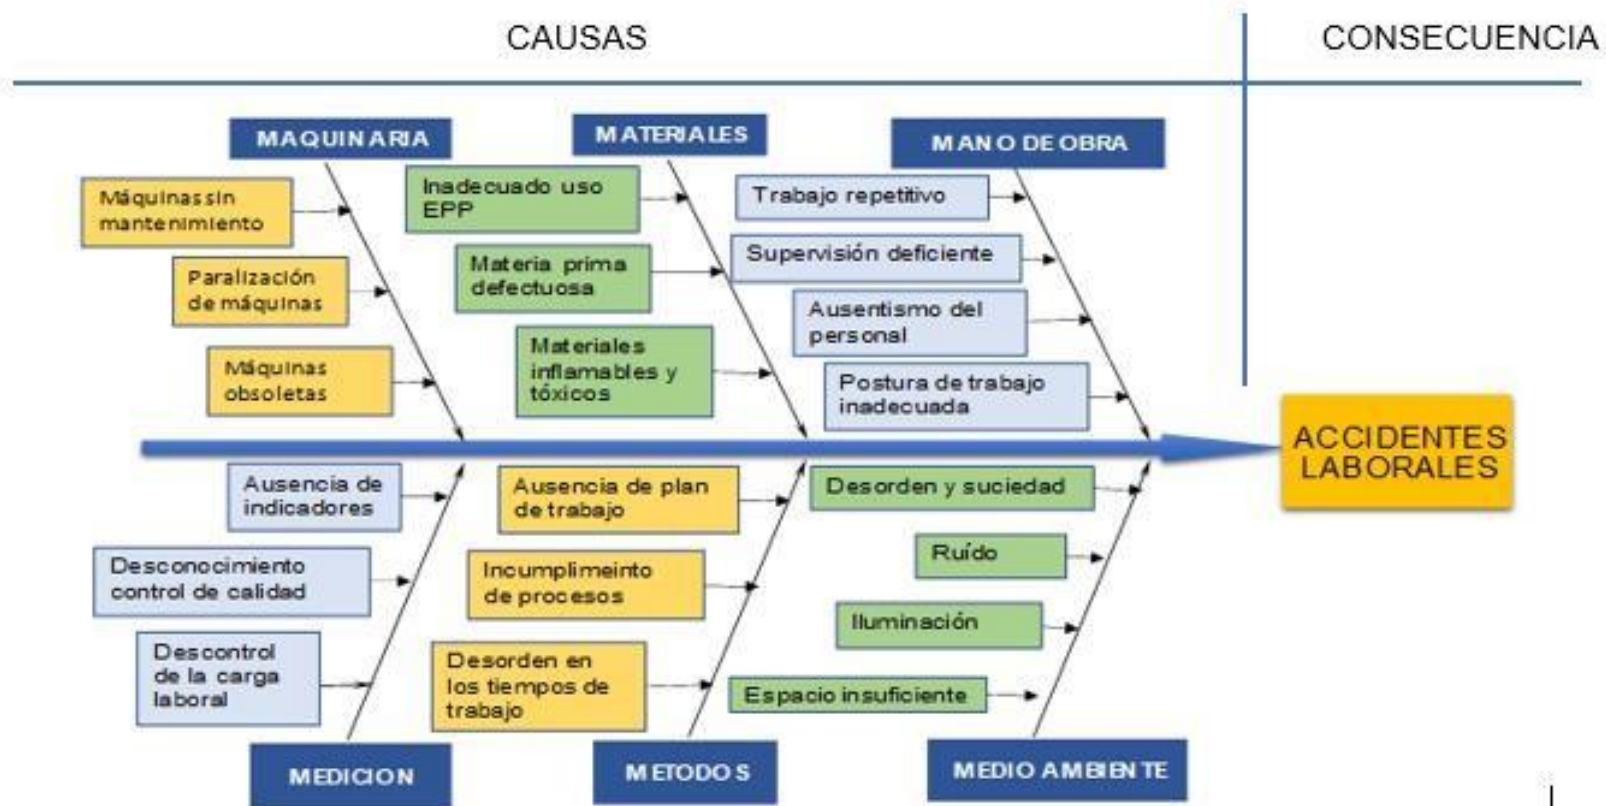 CAUSAS
CONSECUENCIA
MAQUINARIA
MATERIALES
MANO DE OBRA
Máquinas sin
mantenimiento
Paralización
de máquinas
Máquinas
obsoletas
Inadecuado uso
EPP
Materia prima
defectuosa
Materiales
inflamables y
tóxicos
Trabajo repetitivo
Supervisión deficiente
Ausentismo del
personal
Postura de trabajo
inadecuada
ACCIDENTES
LABORALES
Ausencia de
indicadores
Desconocimiento
control de calidad
Descontrol
de la carga
laboral
Ausencia de plan
de trabajo
Incumplimeinto
de procesos
Desorden en
los tiempos de
trabajo
Desorden y suciedad
Ruído
Iluminación
Espacio insuficiente
MEDICION
METODOS
MEDIO AMBIENTE